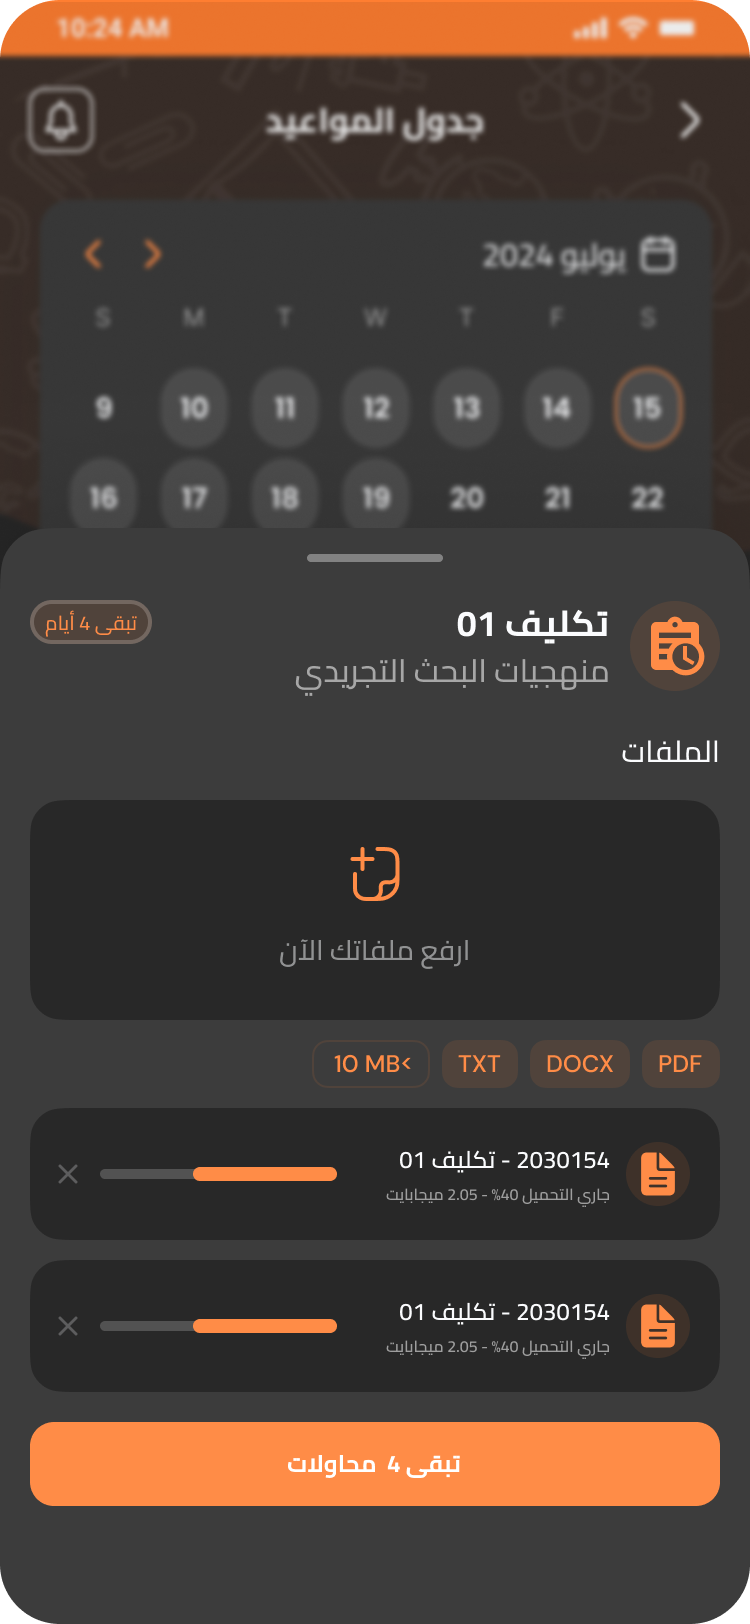 10:24 AM
جدول المواعيد
يوليو 2024
S M T W T F S
9 10 11 12 13 14 15
16 17 18 19 20 21 22
تكليف 01
تبقى 4 أيام
منهجيات البحث التجريدي
الملفات
ارفع ملفاتك الآن
PDF
DOCX
TXT
10 MB<
2030154 - تكليف 01
جاري التحميل 40% - 2.05 ميجابايت
2030154 - تكليف 01
جاري التحميل 40% - 2.05 ميجابايت
تبقى 4 محاولات